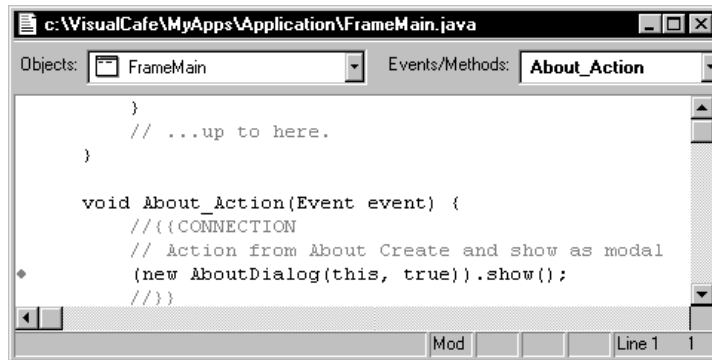 c:\VisualCafe\MyApps\Application\FrameMain.java
Objects: FrameMain Events/Methods: About_Action
}
// ...up to here.
}
void About_Action(Event event) {
//{{CONNECTION
// Action from About Create and show as modal
(new AboutDialog(this, true)).show();
//}}
Mod Line 1 1